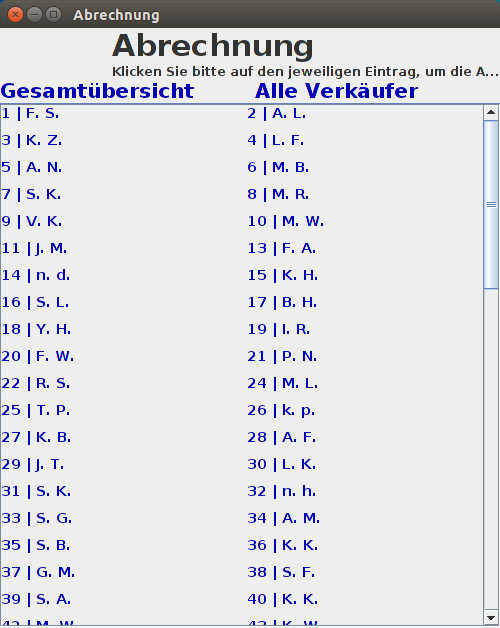 Abrechnung
Abrechnung
Klicken Sie bitte auf den jeweiligen Eintrag, um die A...
Gesamtübersicht Alle Verkäufer
1 | F. S. 2 | A. L.
3 | K. Z. 4 | L. F.
5 | A. N. 6 | M. B.
7 | S. K. 8 | M. R.
9 | V. K. 10 | M. W.
11 | J. M. 13 | F. A.
14 | n. d. 15 | K. H.
16 | S. L. 17 | B. H.
18 | Y. H. 19 | I. R.
20 | F. W. 21 | P. N.
22 | R. S. 24 | M. L.
25 | T. P. 26 | k. p.
27 | K. B. 28 | A. F.
29 | J. T. 30 | L. K.
31 | S. K. 32 | n. h.
33 | S. G. 34 | A. M.
35 | S. B. 36 | K. K.
37 | G. M. 38 | S. F.
39 | S. A. 40 | K. K.
42 | M. W. 43 | K. W.